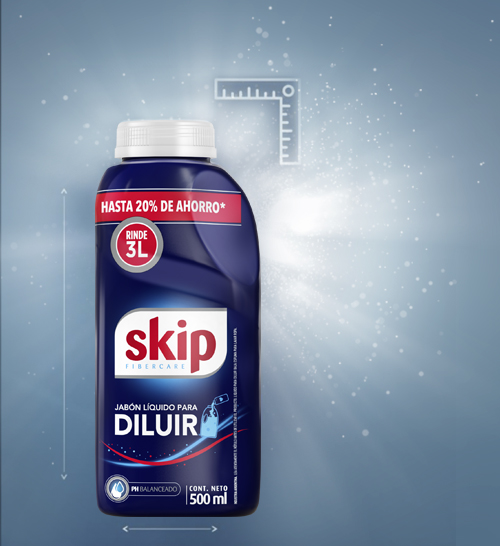 HASTA 20% DE AHORRO*
RINDE
3L
skip
FIBERCARE
JABÓN LÍQUIDO PARA
DILUIR
PH BALANCEADO
CONT. NETO
500 ml